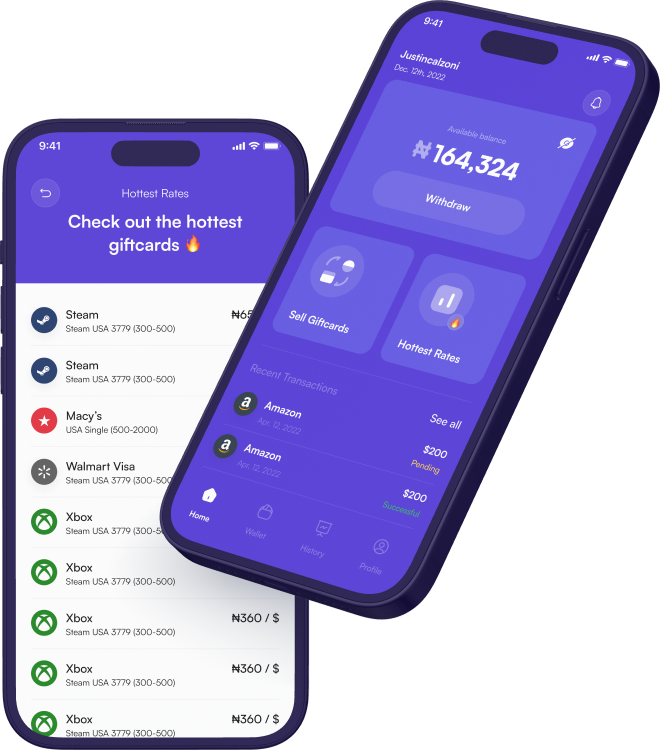 9:41
Hottest Rates
Check out the hottest
giftcards 🔥
Steam
Steam USA 3779 (300-500)
Steam
Steam USA 3779 (300-500)
Macy's
USA Single (500-2000)
Walmart Visa
Steam USA 3779 (300-500)
Xbox
Steam USA 3779 (300-500)
Xbox
Steam USA 3779 (300-500)
Xbox
₦360 / $
Steam USA 3779 (300-500)
Xbox
₦360 / $
Steam USA 3779 (300-500)
Xbox
₦360 / $
Steam USA 3779 (300-500)
9:41
Justincalzoni
Dec. 12th, 2022
Available balance
₦164,324
Withdraw
Sell Giftcards
Hottest Rates
Recent Transactions
See all
Amazon
$200
Apr. 12, 2022
Pending
Amazon
$200
Apr. 12, 2022
Successful
Home
Wallet
History
Profile